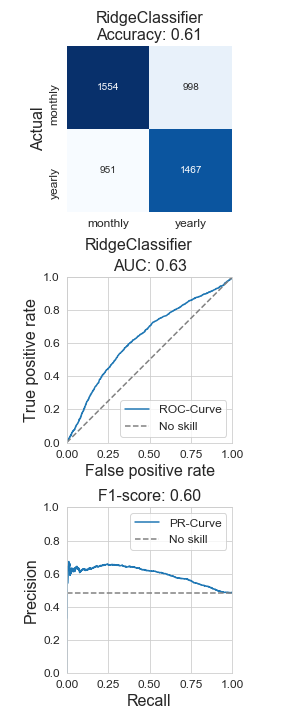 RidgeClassifier
Accuracy: 0.61
Actual
monthly
1554
998
yearly
951
1467
monthly
yearly
RidgeClassifier
AUC: 0.63
True positive rate
1.0
0.8
0.6
0.4
0.2
0.0
ROC-Curve
No skill
0.00
0.25
0.50
0.75
1.00
False positive rate
F1-score: 0.60
Precision
1.0
0.8
0.6
0.4
0.2
0.0
PR-Curve
No skill
0.00
0.25
0.50
0.75
1.00
Recall